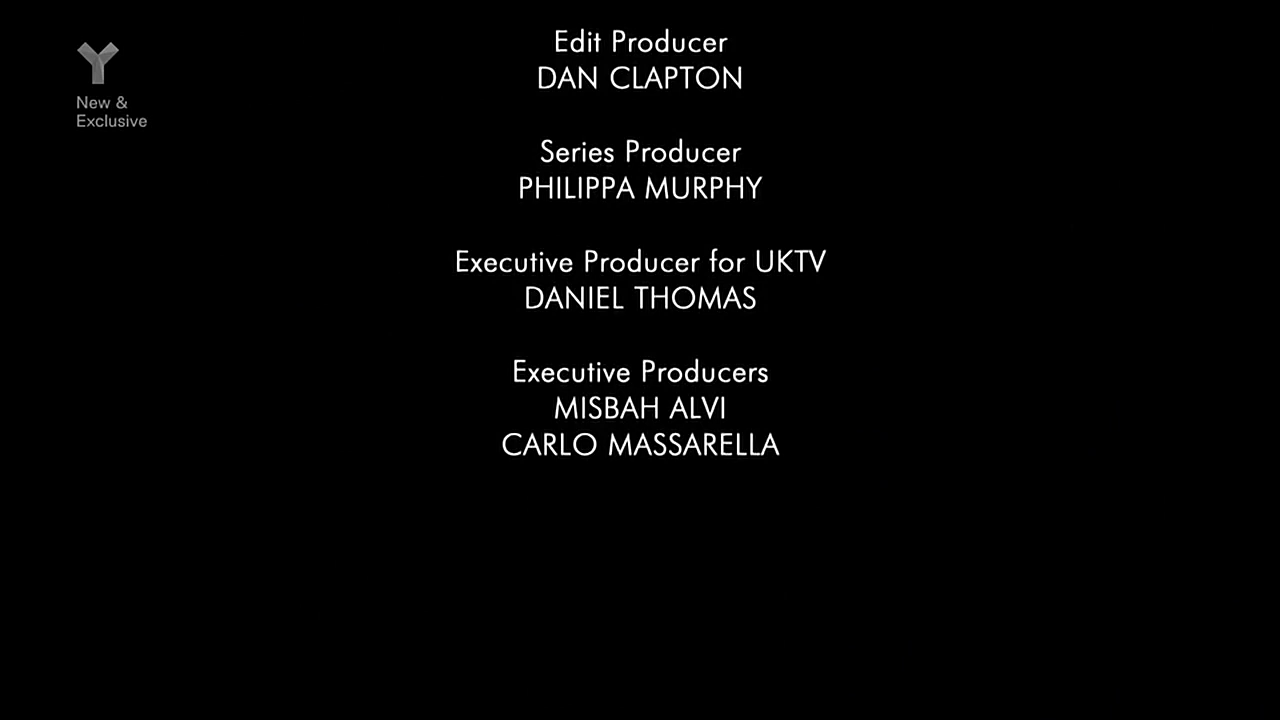 Y
New &
Exclusive
Edit Producer
DAN CLAPTON
Series Producer
PHILIPPA MURPHY
Executive Producer for UKTV
DANIEL THOMAS
Executive Producers
MISBAH ALVI
CARLO MASSARELLA